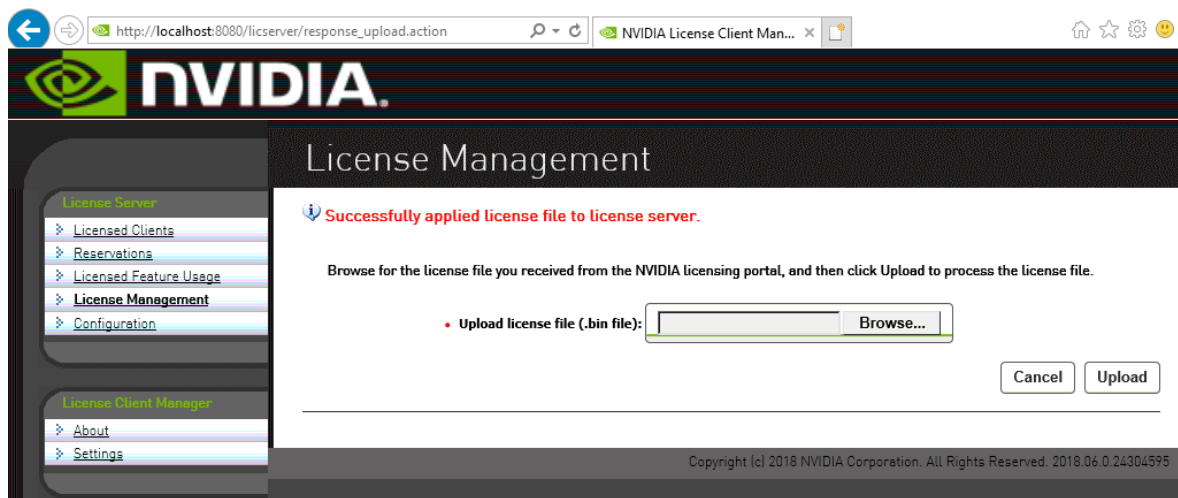 http://localhost:8080/licserver/response_upload.action
NVIDIA License Client Man...
NVIDIA.
License Management
License Server
Licensed Clients
Reservations
Licensed Feature Usage
License Management
Configuration
License Client Manager
About
Settings
Successfully applied license file to license server.
Browse for the license file you received from the NVIDIA licensing portal, and then click Upload to process the license file.
• Upload license file (.bin file): Browse...
Cancel Upload
Copyright (c) 2018 NVIDIA Corporation. All Rights Reserved. 2018.06.0.24304595